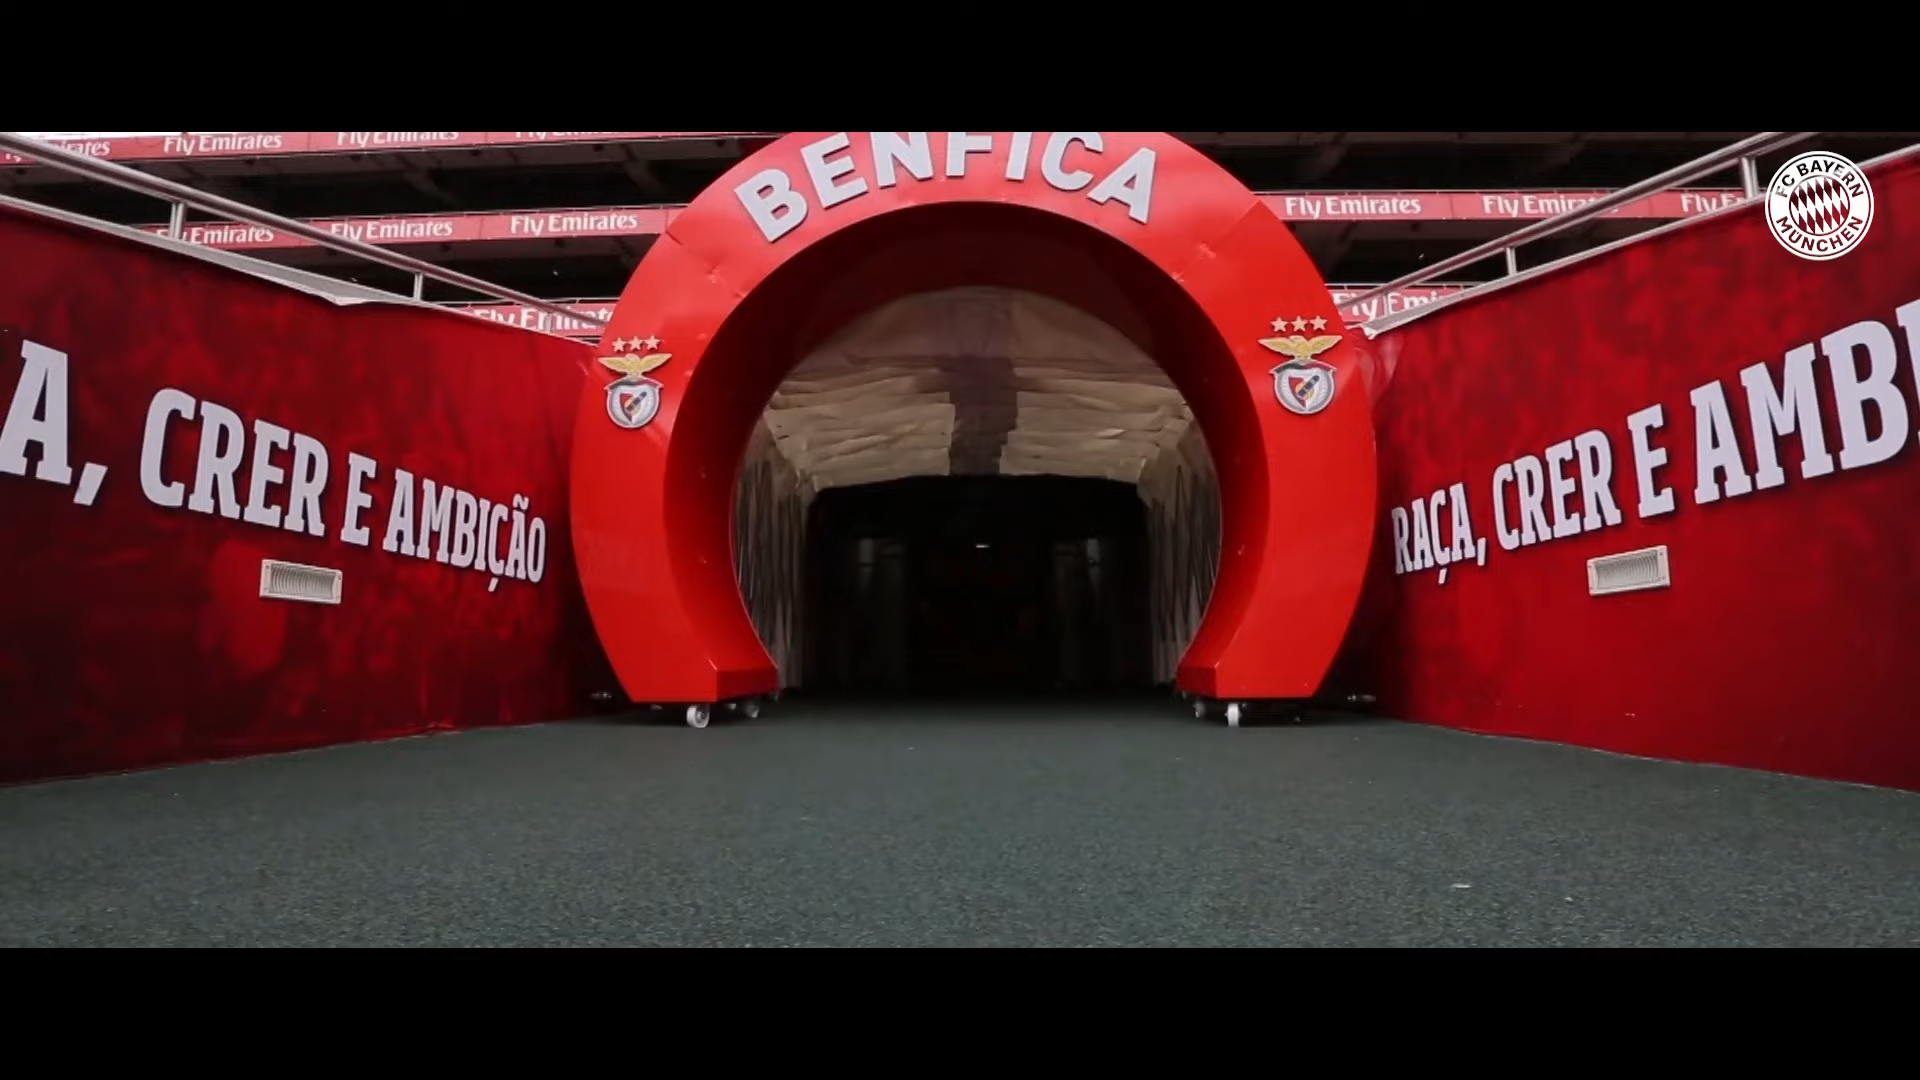 Fly Emirates
Fly Emirates
Fly Emirates
Fly Emirates
Fly Emirates
Fly Emirates
Fly Emirates
BENFICA
FC BAYERN
MÜNCHEN
A, CRER E AMBIÇÃO
RAÇA, CRER E AMBI